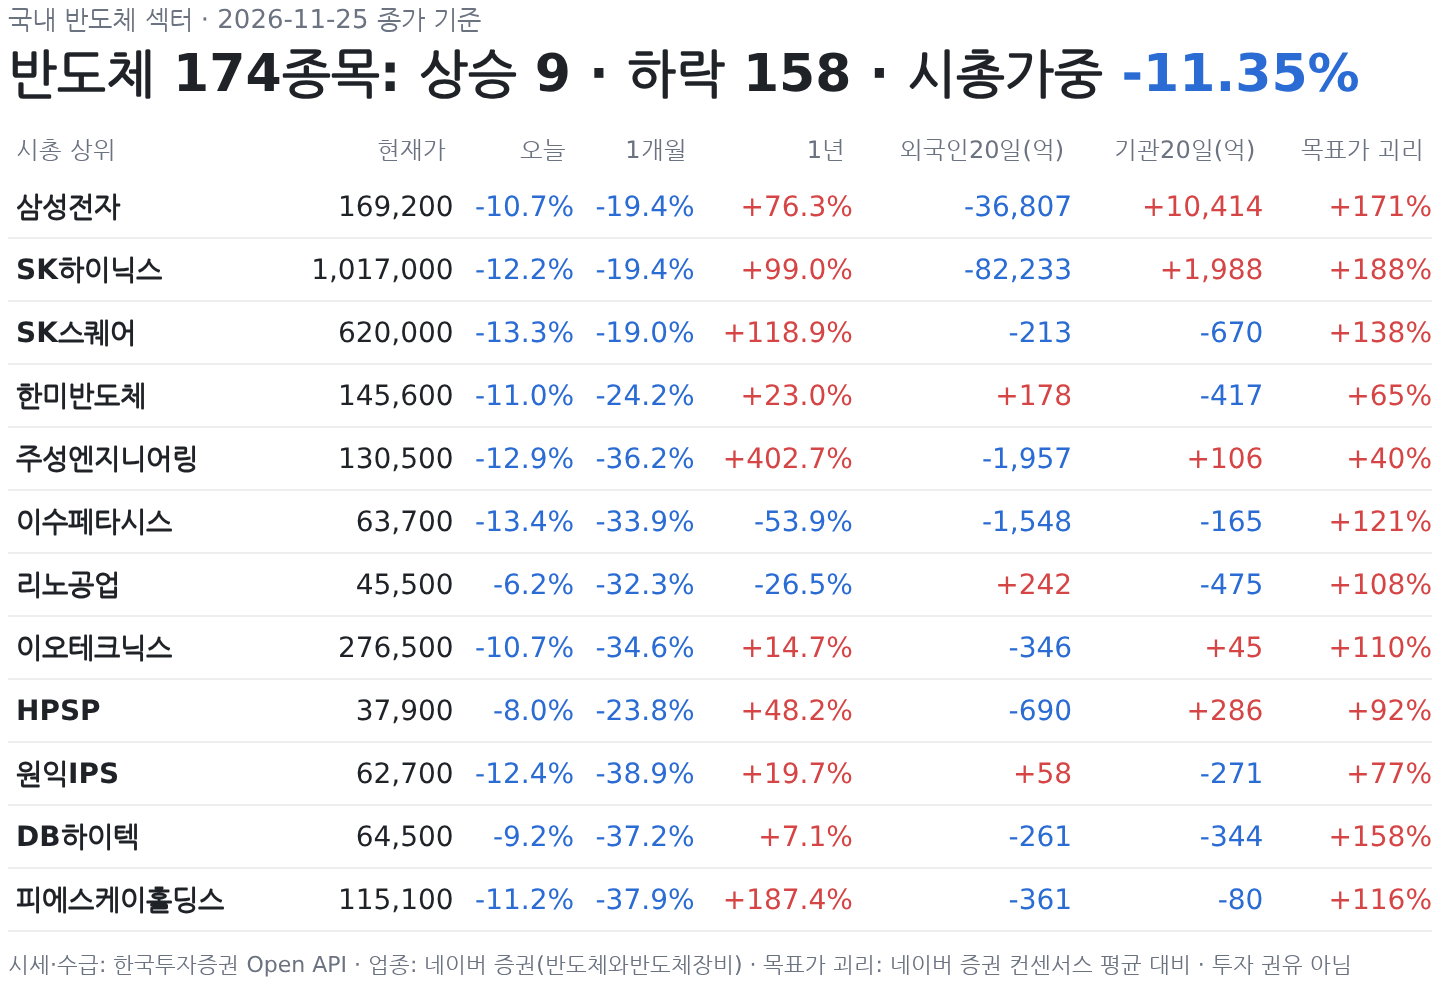 국내 반도체 섹터 · 2026-11-25 종가 기준
반도체 174종목: 상승 9 · 하락 158 · 시총가중 -11.35%
시총 상위 현재가 오늘 1개월 1년 외국인20일(억) 기관20일(억) 목표가 괴리
삼성전자 169,200 -10.7% -19.4% +76.3% -36,807 +10,414 +171%
SK하이닉스 1,017,000 -12.2% -19.4% +99.0% -82,233 +1,988 +188%
SK스퀘어 620,000 -13.3% -19.0% +118.9% -213 -670 +138%
한미반도체 145,600 -11.0% -24.2% +23.0% +178 -417 +65%
주성엔지니어링 130,500 -12.9% -36.2% +402.7% -1,957 +106 +40%
이수페타시스 63,700 -13.4% -33.9% -53.9% -1,548 -165 +121%
리노공업 45,500 -6.2% -32.3% -26.5% +242 -475 +108%
이오테크닉스 276,500 -10.7% -34.6% +14.7% -346 +45 +110%
HPSP 37,900 -8.0% -23.8% +48.2% -690 +286 +92%
원익IPS 62,700 -12.4% -38.9% +19.7% +58 -271 +77%
DB하이텍 64,500 -9.2% -37.2% +7.1% -261 -344 +158%
피에스케이홀딩스 115,100 -11.2% -37.9% +187.4% -361 -80 +116%
시세·수급: 한국투자증권 Open API · 업종: 네이버 증권(반도체와반도체장비) · 목표가 괴리: 네이버 증권 컨센서스 평균 대비 · 투자 권유 아님